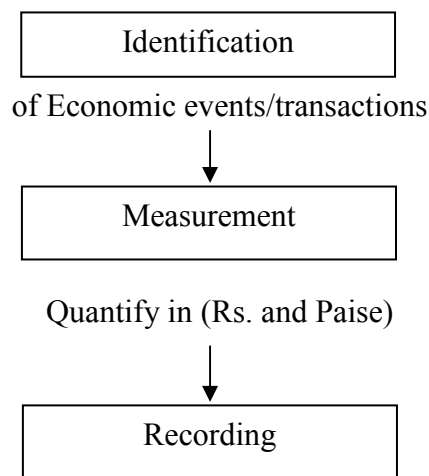 Identification
of Economic events/transactions
Measurement
Quantify in (Rs. and Paise)
Recording